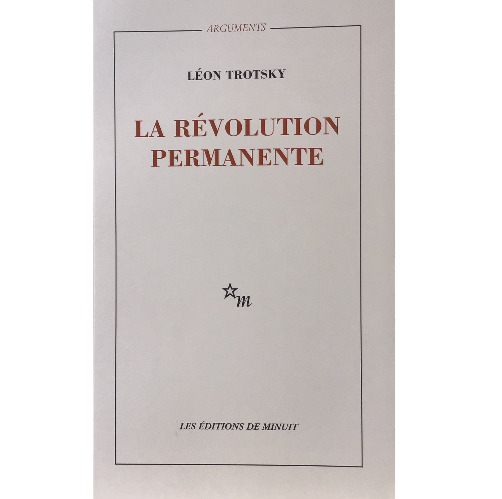 ARGUMENTS
LÉON TROTSKY
LA RÉVOLUTION
PERMANENTE
m
LES ÉDITIONS DE MINUIT